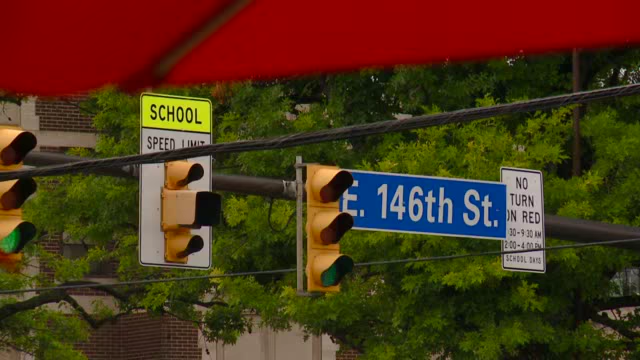 SCHOOL
SPEED LIMIT
E. 146th St.
NO
TURN
ON RED
:30-9:30 AM
2:00-4:00 PM
SCHOOL DAYS